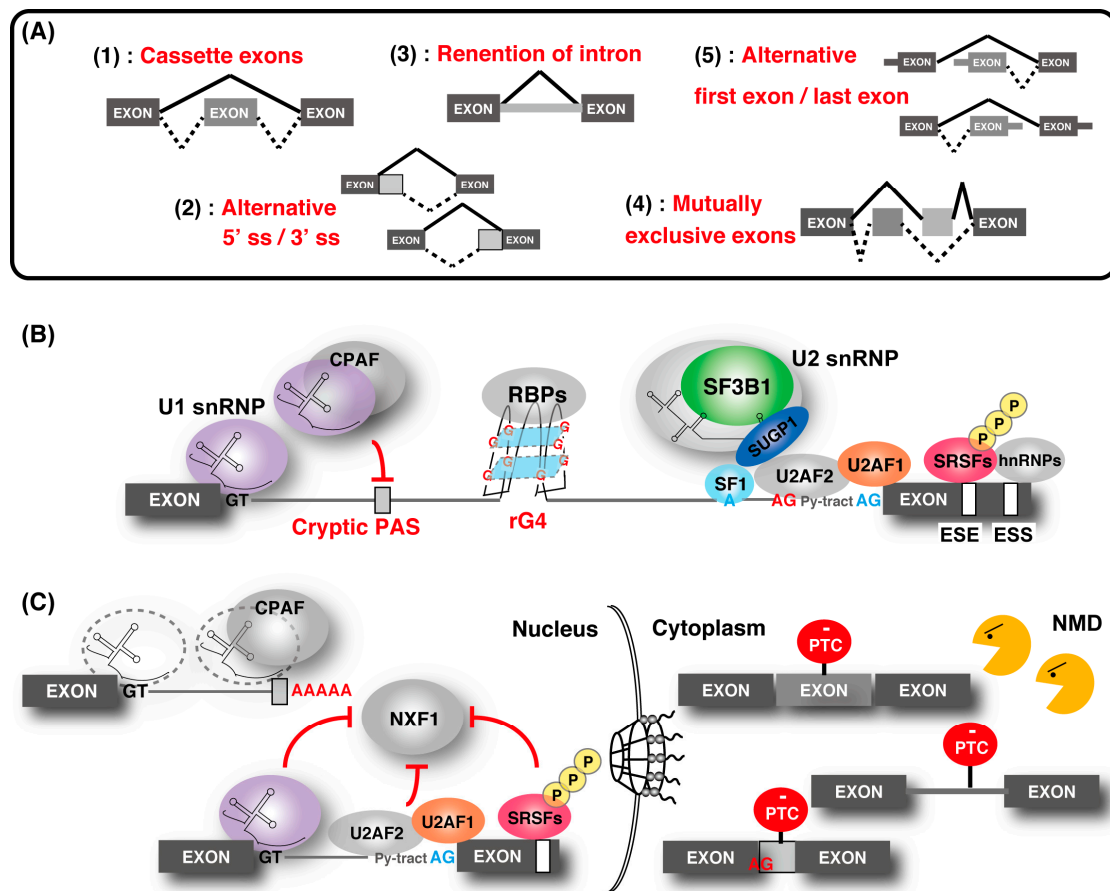 (A)
(1) : Cassette exons
EXON EXON EXON
(3) : Renention of intron
EXON EXON
(5) : Alternative
first exon / last exon
EXON EXON EXON
EXON EXON EXON
(2) : Alternative
5' ss / 3' ss
EXON EXON
EXON EXON
(4) : Mutually
exclusive exons
EXON EXON
(B)
U1 snRNP
CPAF
EXON GT
Cryptic PAS
RBPs
G G G G G G G G
rG4
U2 snRNP
SF3B1
SUGP1
SF1
A
U2AF2
U2AF1
AG Py-tract AG
P P P
SRSFs hnRNPs
EXON
ESE ESS
(C)
CPAF
EXON GT AAAAA
NXF1
U2AF2 U2AF1
P P P
SRSFs
EXON GT Py-tract AG EXON
Nucleus Cytoplasm NMD
-
PTC
EXON EXON EXON
-
PTC
EXON EXON
-
PTC
EXON AG EXON